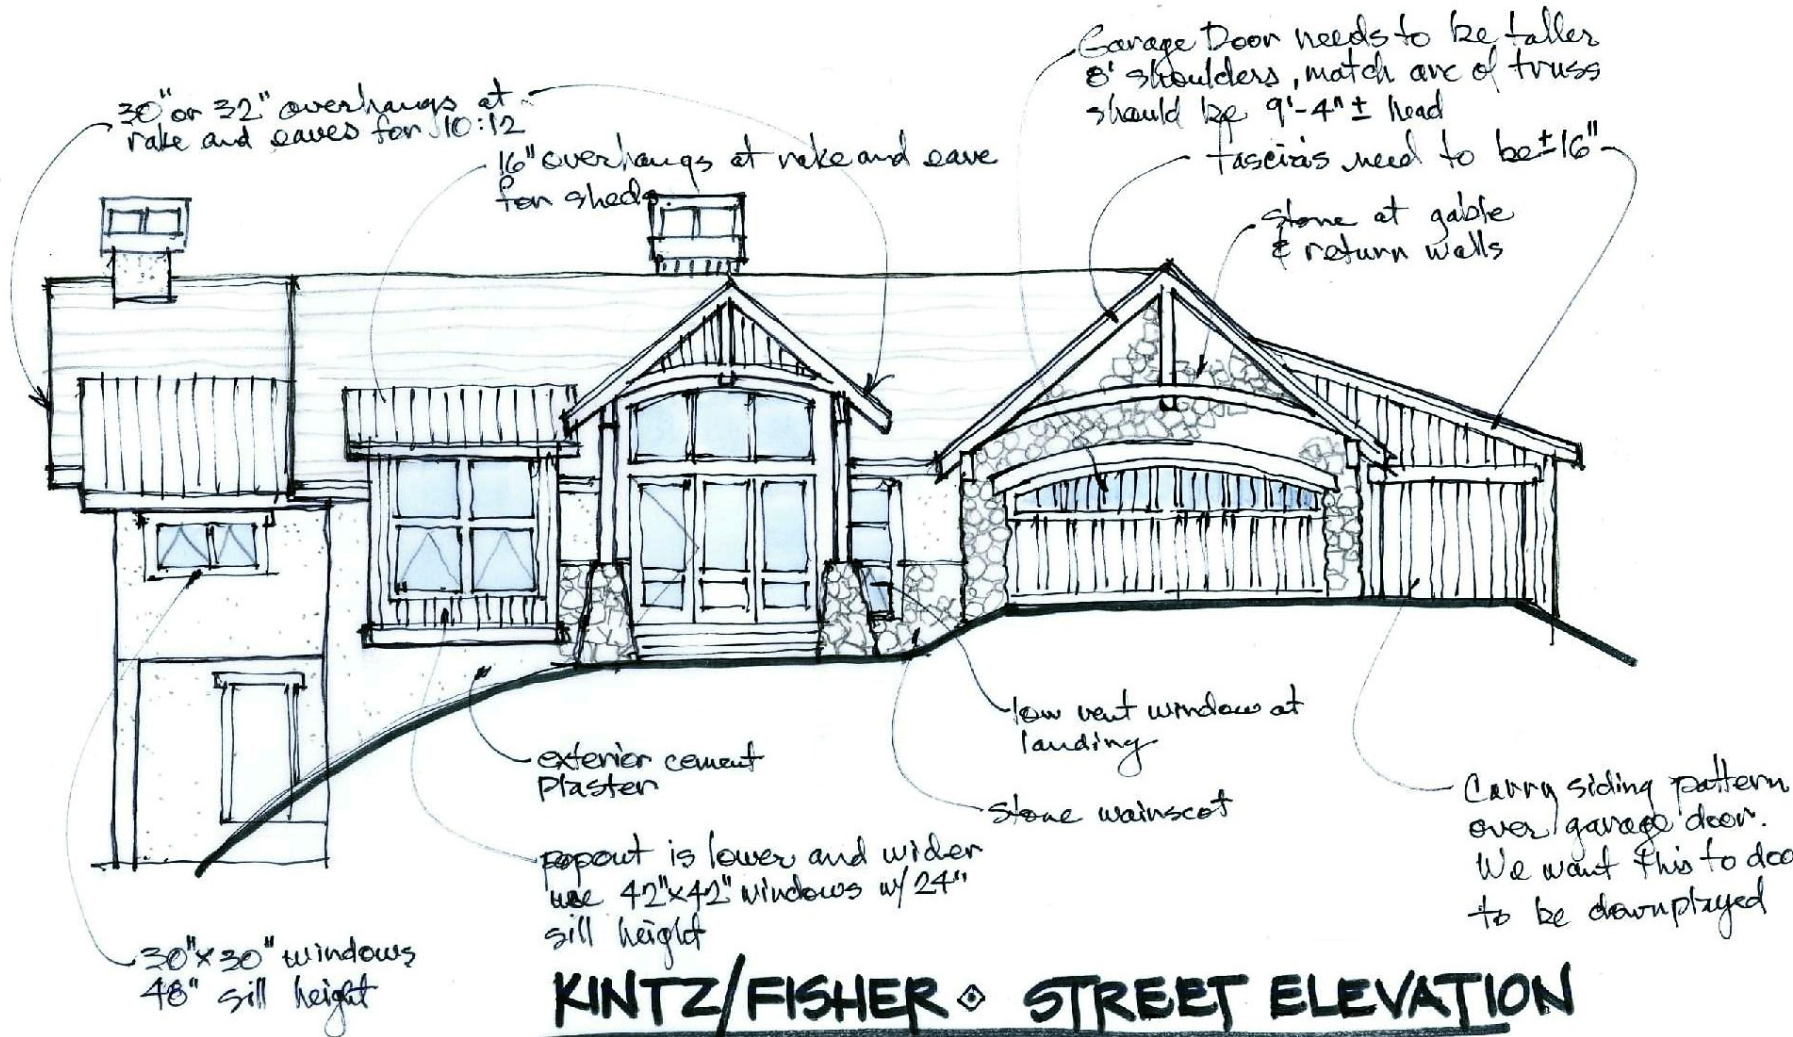 30" or 32" overhangs at
rake and eaves for 10:12
16" overhangs at rake and eave
for sheds.
Garage Door needs to be taller
8' shoulders, match arc of truss
should be 9'-4" ± head
fascia's need to be ± 16"
stone at gable
& return walls
low vent window at
landing
exterior cement
plaster
stone wainscot
Carry siding pattern
over garage door.
We want this to doo
to be downplayed
popout is lower and wider
use 42"x42" windows w/ 24"
sill height
30"x30" windows
48" sill height
KINTZ/FISHER STREET ELEVATION